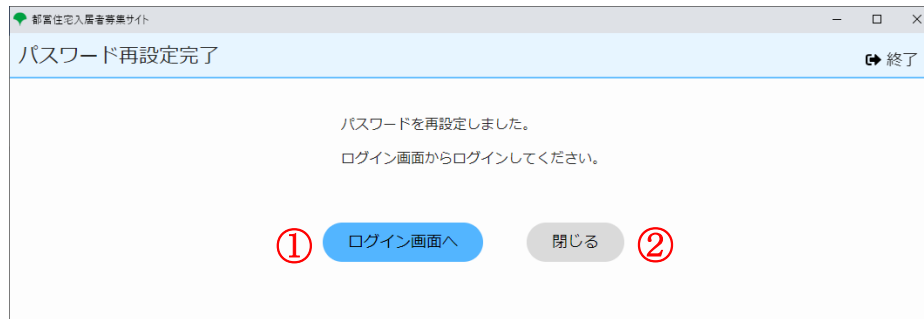 都営住宅入居者募集サイト
パスワード再設定完了
終了
パスワードを再設定しました。
ログイン画面からログインしてください。
① ログイン画面へ 閉じる ②